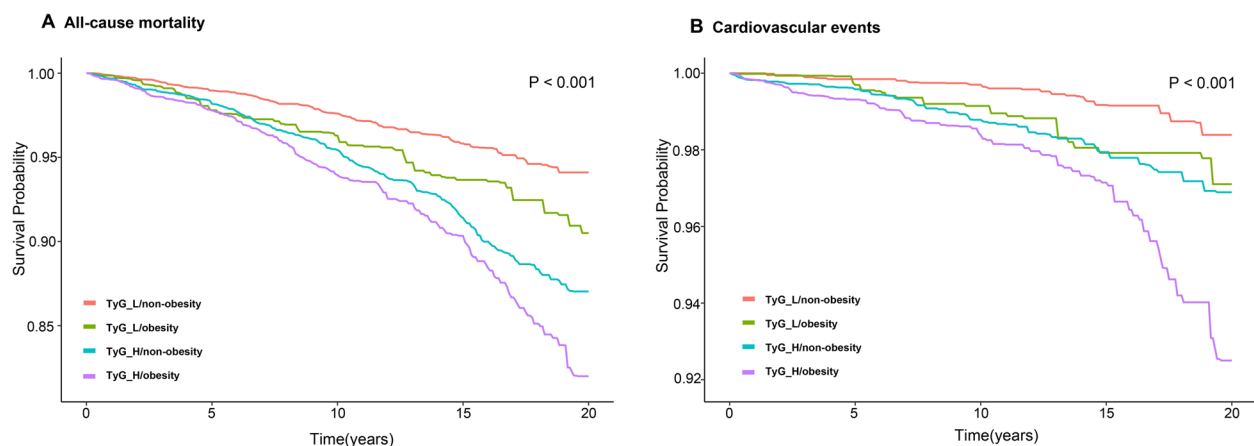 A All-cause mortality
P < 0.001
Survival Probability
1.00
0.95
0.90
0.85
TyG_L/non-obesity
TyG_L/obesity
TyG_H/non-obesity
TyG_H/obesity
0 5 10 15 20
Time(years)
B Cardiovascular events
P < 0.001
Survival Probability
1.00
0.98
0.96
0.94
0.92
TyG_L/non-obesity
TyG_L/obesity
TyG_H/non-obesity
TyG_H/obesity
0 5 10 15 20
Time(years)